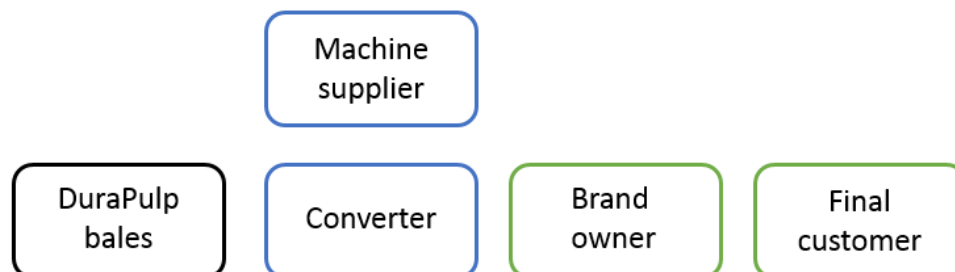 Machine
supplier
DuraPulp
bales
Converter
Brand
owner
Final
customer